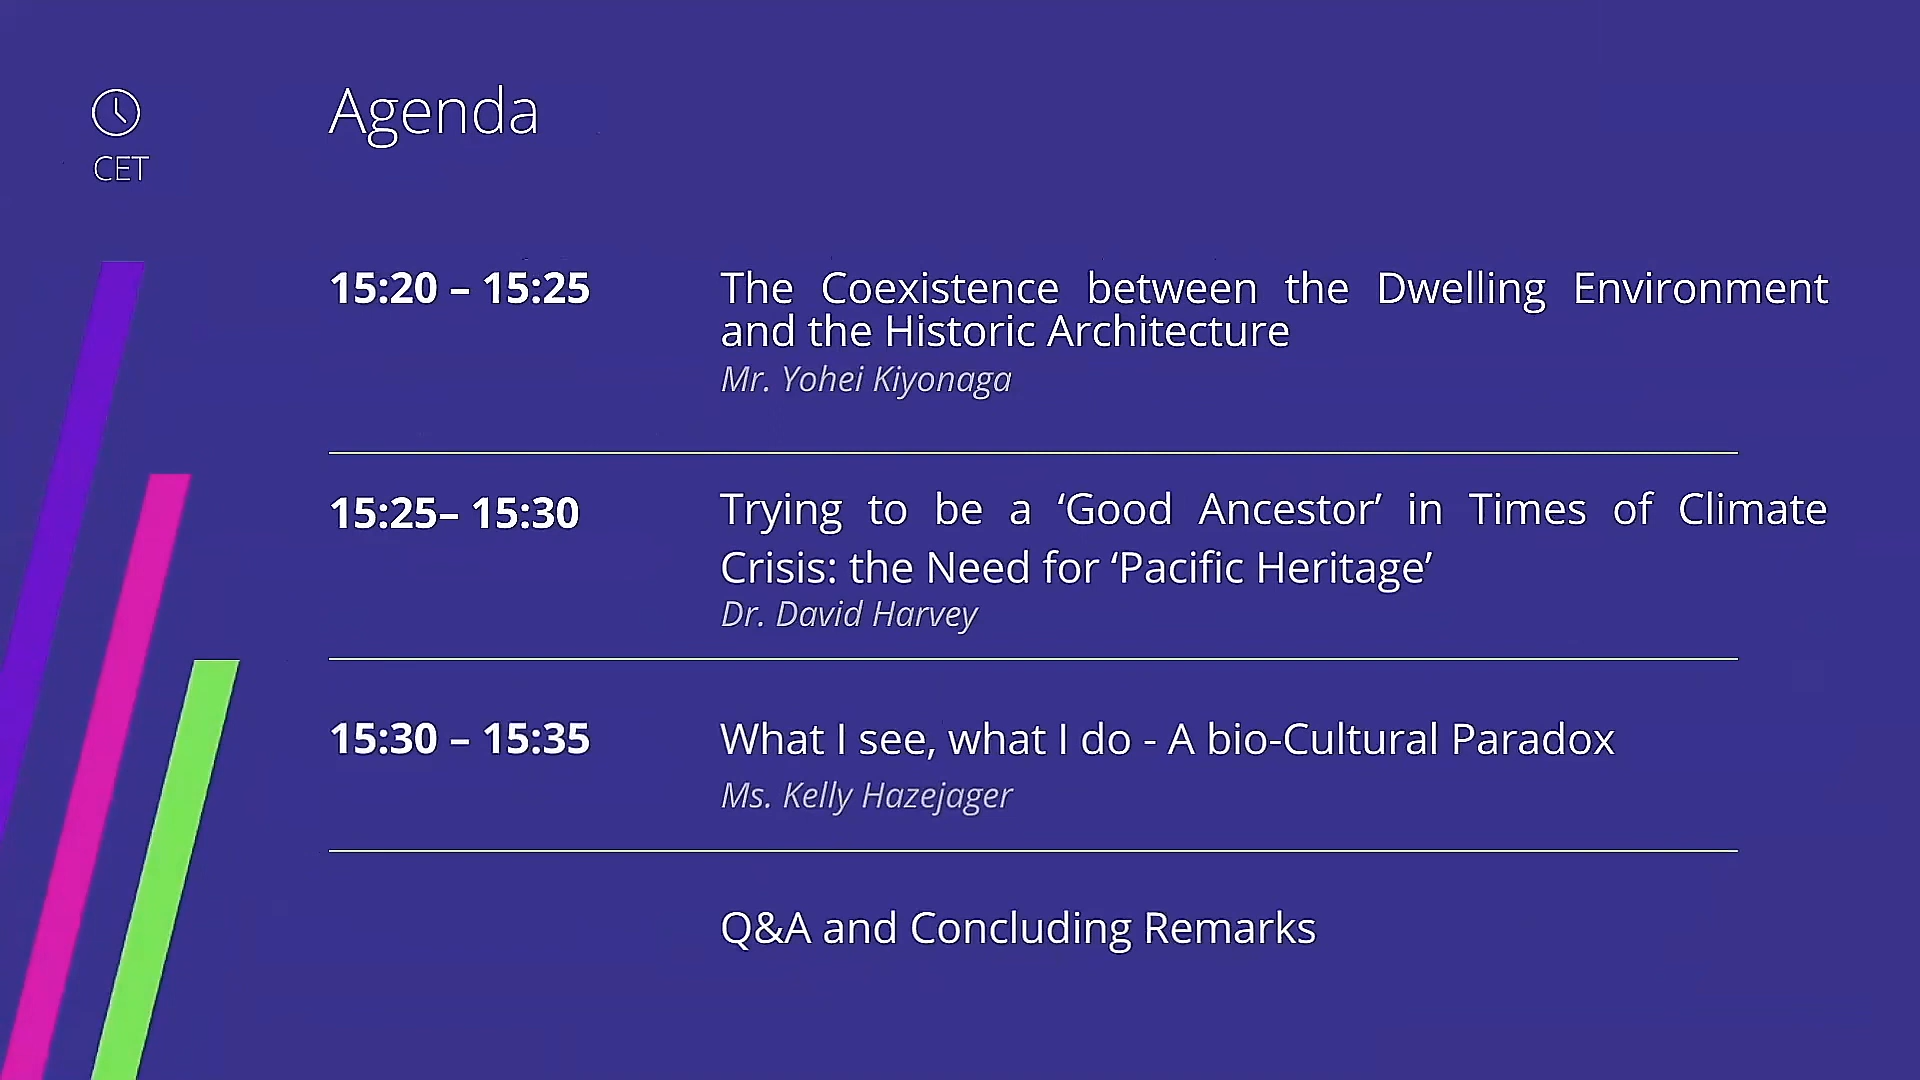 Agenda
CET
15:20 – 15:25
The Coexistence between the Dwelling Environment
and the Historic Architecture
Mr. Yohei Kiyonaga
15:25– 15:30
Trying to be a ‘Good Ancestor’ in Times of Climate
Crisis: the Need for ‘Pacific Heritage’
Dr. David Harvey
15:30 – 15:35
What I see, what I do - A bio-Cultural Paradox
Ms. Kelly Hazejager
Q&A and Concluding Remarks